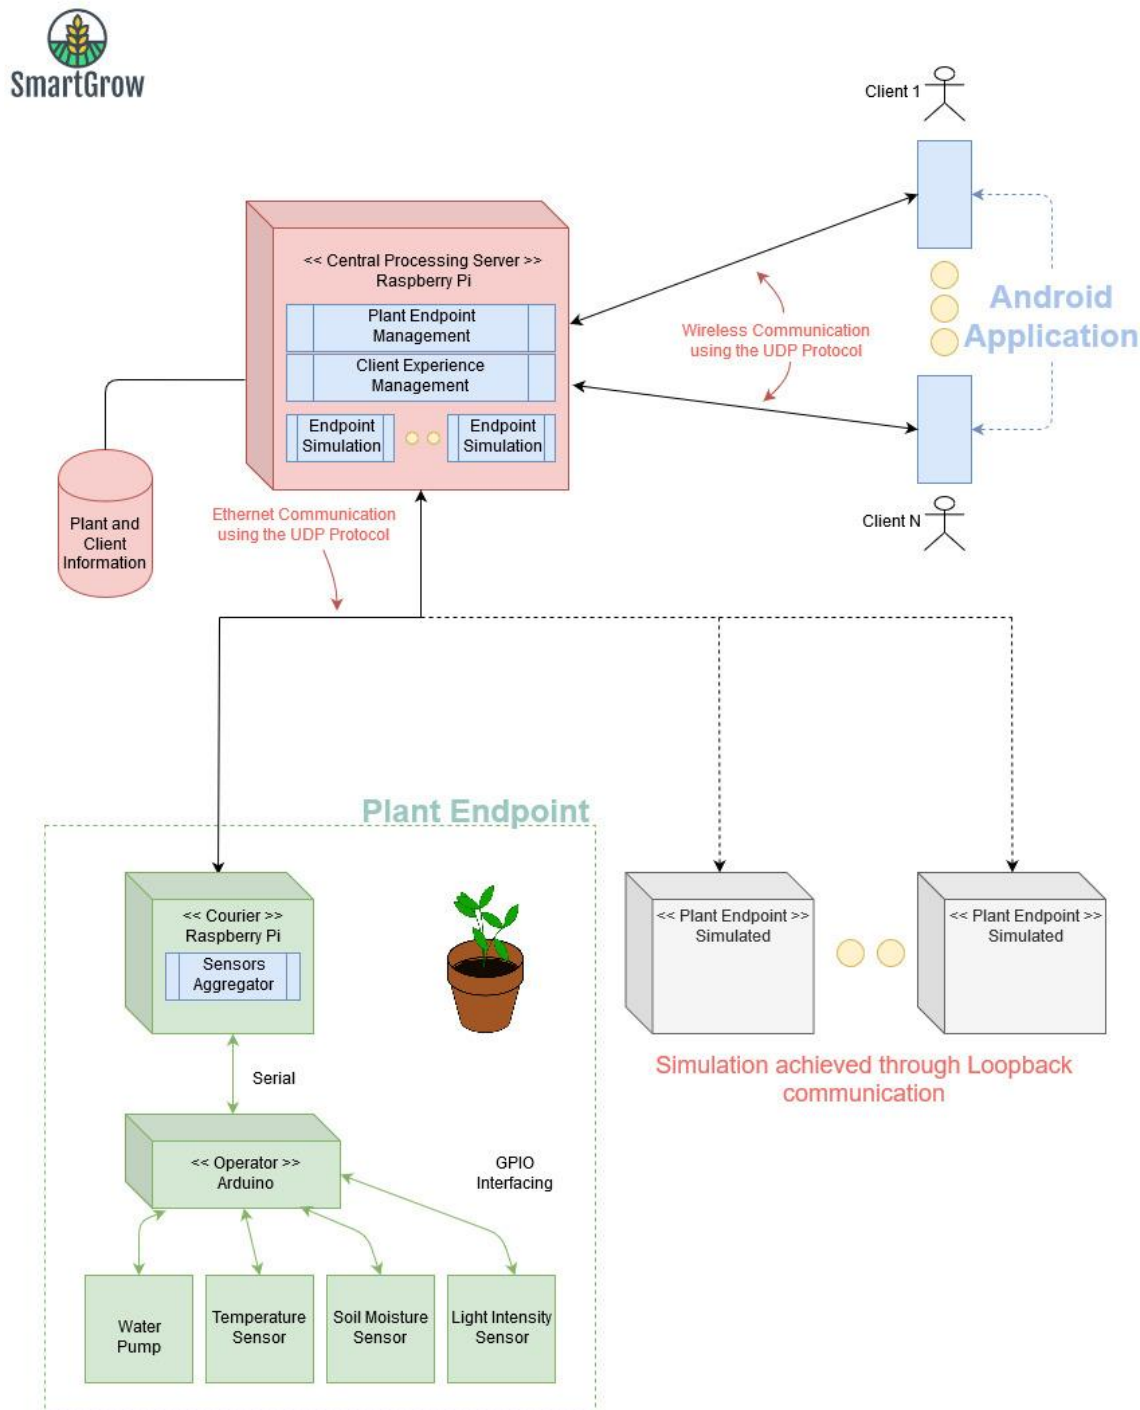 SmartGrow
Client 1
<< Central Processing Server >>
Raspberry Pi
Plant Endpoint
Management
Client Experience
Management
Endpoint
Simulation
Endpoint
Simulation
Wireless Communication
using the UDP Protocol
Android
Application
Plant and
Client
Information
Ethernet Communication
using the UDP Protocol
Client N
Plant Endpoint
<< Courier >>
Raspberry Pi
Sensors
Aggregator
<< Plant Endpoint >>
Simulated
<< Plant Endpoint >>
Simulated
Simulation achieved through Loopback
communication
Serial
<< Operator >>
Arduino
GPIO
Interfacing
Water
Pump
Temperature
Sensor
Soil Moisture
Sensor
Light Intensity
Sensor